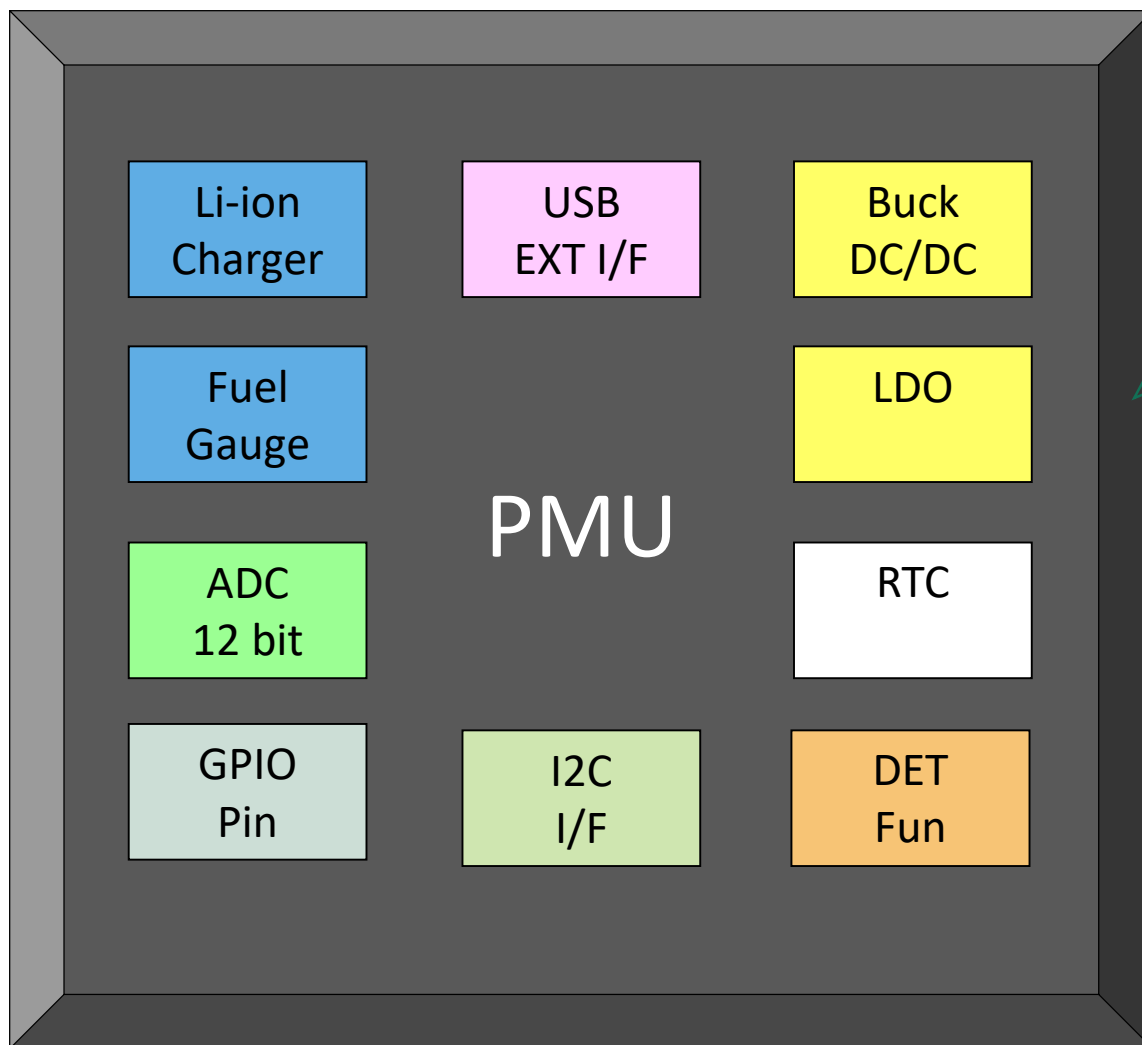 Li-ion
Charger
USB
EXT I/F
Buck
DC/DC
Fuel
Gauge
LDO
PMU
ADC
12 bit
RTC
GPIO
Pin
I2C
I/F
DET
Fun